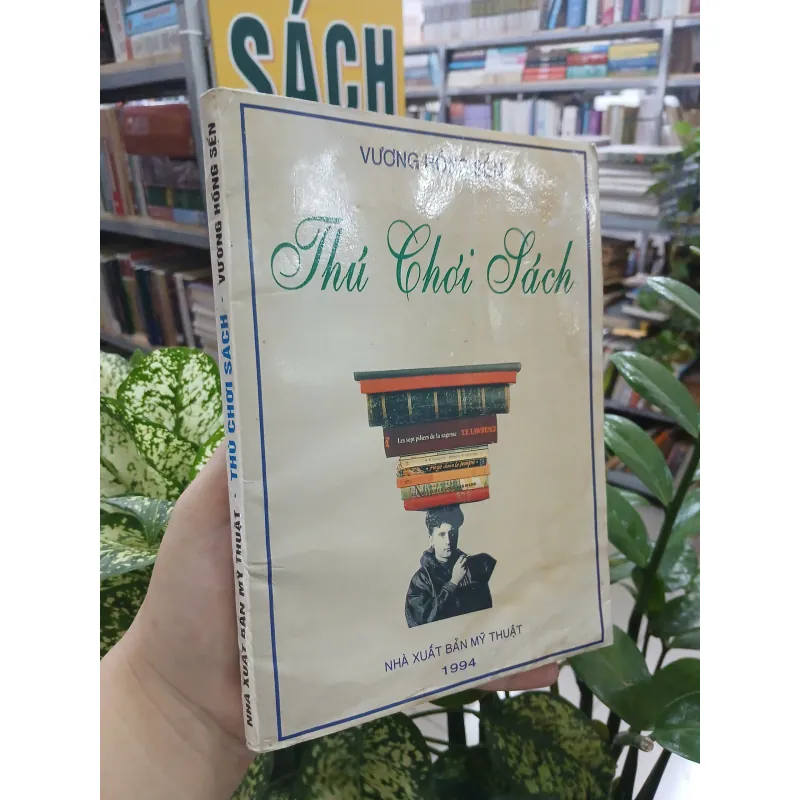 SÁCH
VƯƠNG HỒNG SỂN
Thú Chơi Sách
Les sept piliers de la sagesse T.E. LAWRENCE
NHÀ XUẤT BẢN MỸ THUẬT
1994
NHÀ XUẤT BẢN MỸ THUẬT - THÚ CHƠI SÁCH - VƯƠNG HỒNG SỂN